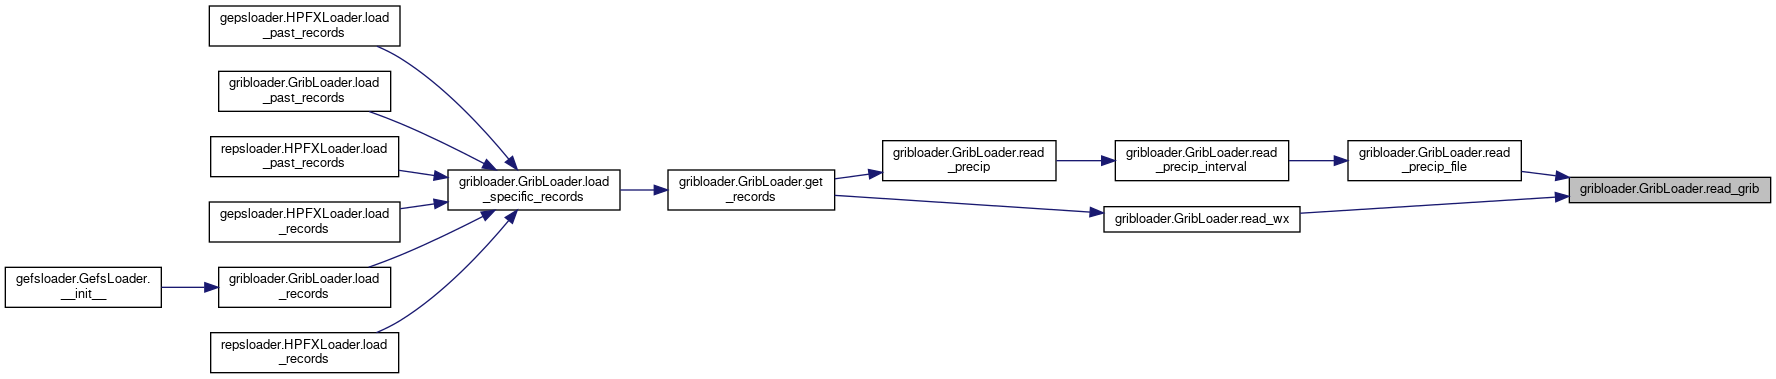 gepsloader.HPFXLoader.load
_past_records
gribloader.GribLoader.load
_past_records
repsloader.HPFXLoader.load
_past_records
gepsloader.HPFXLoader.load
_records
gefsloader.GefsLoader.
__init__
gribloader.GribLoader.load
_records
repsloader.HPFXLoader.load
_records
gribloader.GribLoader.load
_specific_records
gribloader.GribLoader.get
_records
gribloader.GribLoader.read
_precip
gribloader.GribLoader.read
_precip_interval
gribloader.GribLoader.read
_precip_file
gribloader.GribLoader.read_wx
gribloader.GribLoader.read_grib